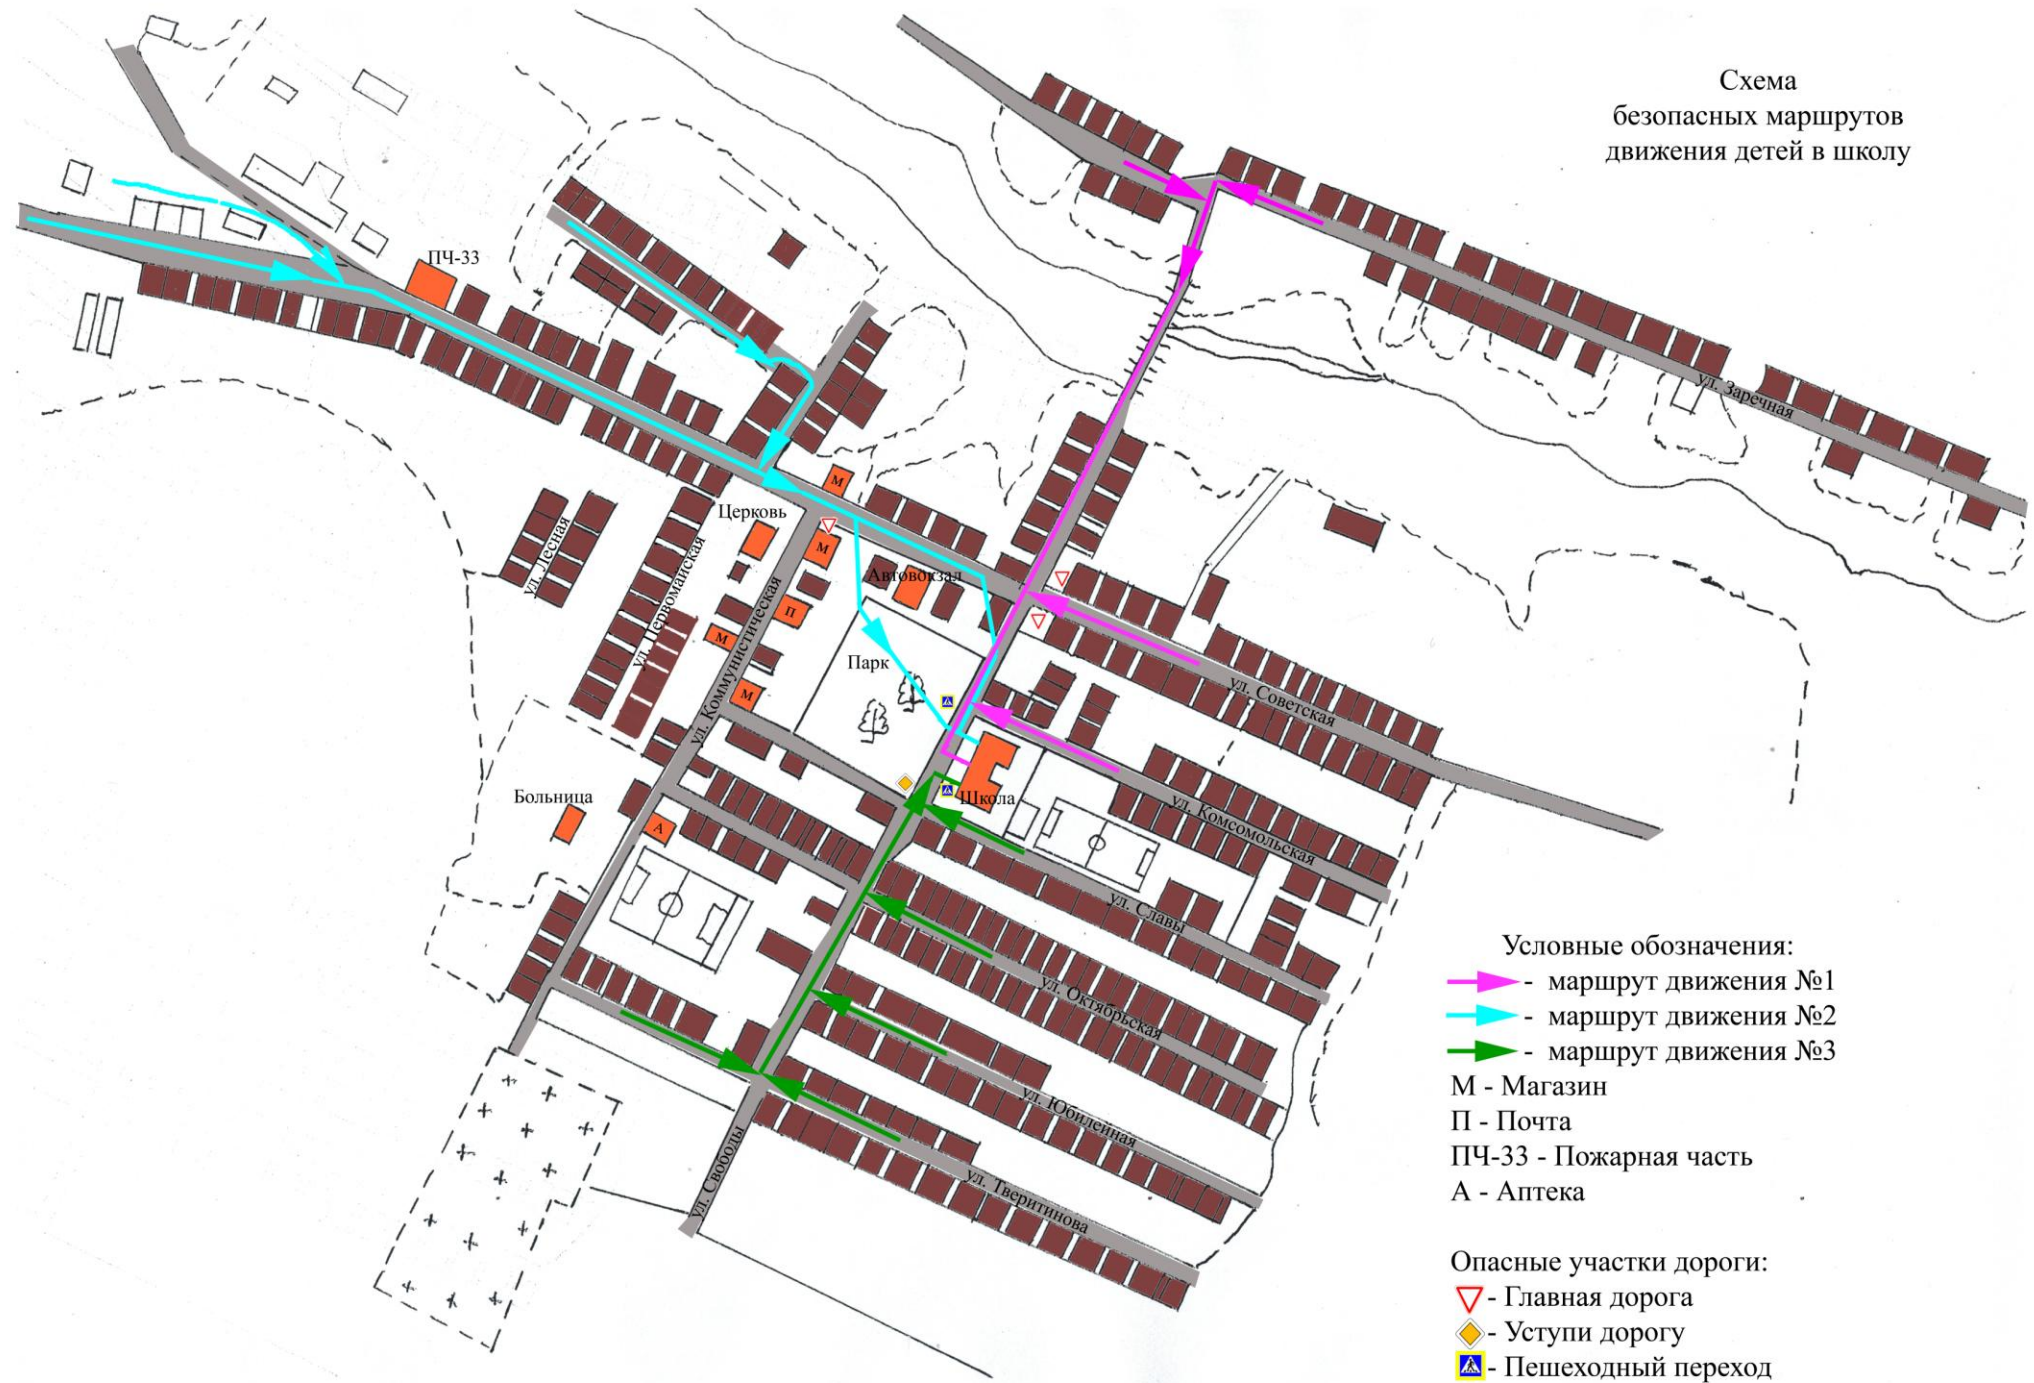 Схема
безопасных маршрутов
движения детей в школу
ПЧ-33
ул. Заречная
М
Церковь
М
ул. Лесная
ул. Первомайская
Автовокзал
П
М
ул. Коммунистическая
Парк
М
ул. Советская
Больница
А
Школа
ул. Комсомольская
ул. Славы
ул. Октябрьская
ул. Юбилейная
ул. Свободы
ул. Тверитинова
Условные обозначения:
- маршрут движения №1
- маршрут движения №2
- маршрут движения №3
М - Магазин
П - Почта
ПЧ-33 - Пожарная часть
А - Аптека
Опасные участки дороги:
- Главная дорога
- Уступи дорогу
- Пешеходный переход